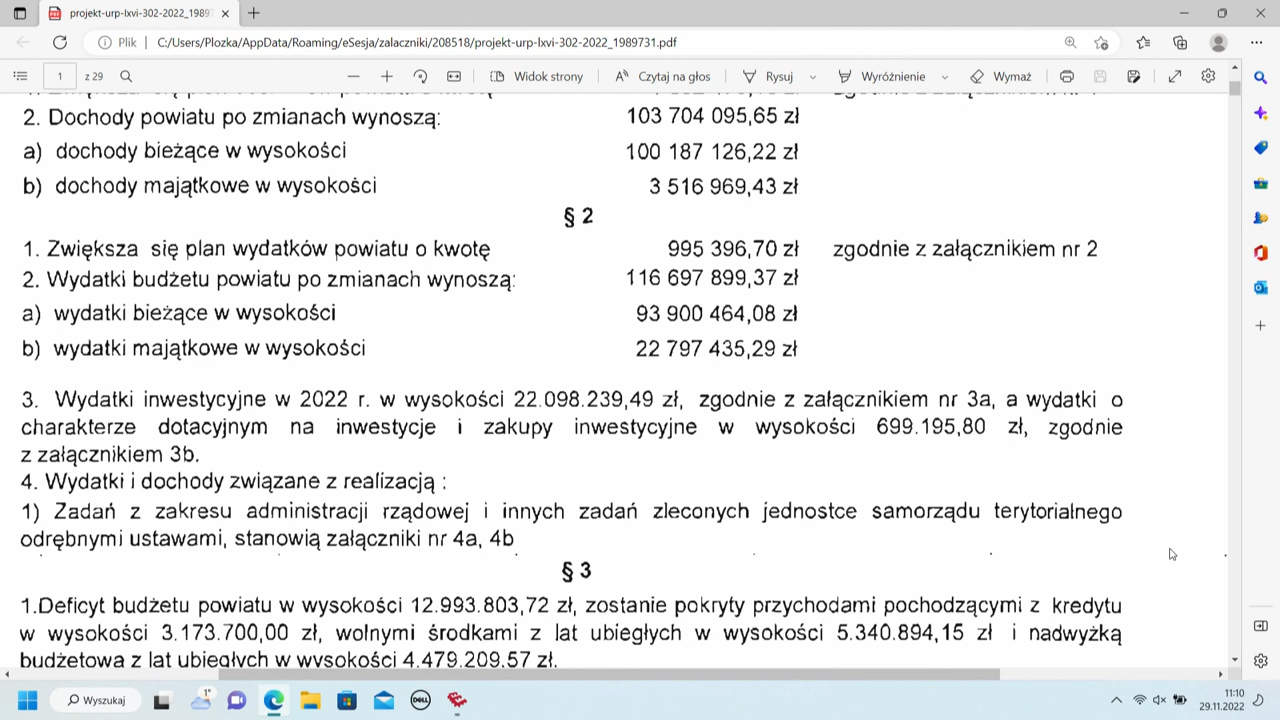 projekt-urp-lxvi-302-2022_1989
Plik
C:/Users/Plozka/AppData/Roaming/eSesja/zalaczniki/208518/projekt-urp-lxvi-302-2022_1989731.pdf
1 z 29 Widok strony Czytaj na głos Rysuj Wyróżnienie Wymaż
2. Dochody powiatu po zmianach wynoszą: 103 704 095,65 zł
a) dochody bieżące w wysokości 100 187 126,22 zł
b) dochody majątkowe w wysokości 3 516 969,43 zł
§ 2
1. Zwiększa się plan wydatków powiatu o kwotę 995 396,70 zł zgodnie z załącznikiem nr 2
2. Wydatki budżetu powiatu po zmianach wynoszą: 116 697 899,37 zł
a) wydatki bieżące w wysokości 93 900 464,08 zł
b) wydatki majątkowe w wysokości 22 797 435,29 zł
3. Wydatki inwestycyjne w 2022 r. w wysokości 22.098.239,49 zł, zgodnie z załącznikiem nr 3a, a wydatki o
charakterze dotacyjnym na inwestycje i zakupy inwestycyjne w wysokości 699.195,80 zł, zgodnie
z załącznikiem 3b.
4. Wydatki i dochody związane z realizacją :
1) Zadań z zakresu administracji rządowej i innych zadań zleconych jednostce samorządu terytorialnego
odrębnymi ustawami, stanowią załączniki nr 4a, 4b
§ 3
1.Deficyt budżetu powiatu w wysokości 12.993.803,72 zł, zostanie pokryty przychodami pochodzącymi z kredytu
w wysokości 3.173.700,00 zł, wolnymi środkami z lat ubiegłych w wysokości 5.340.894,15 zł i nadwyżką
budżetową z lat ubiegłych w wysokości 4.479.209,57 zł.
Wyszukaj
1°
DELL
11:10
29.11.2022